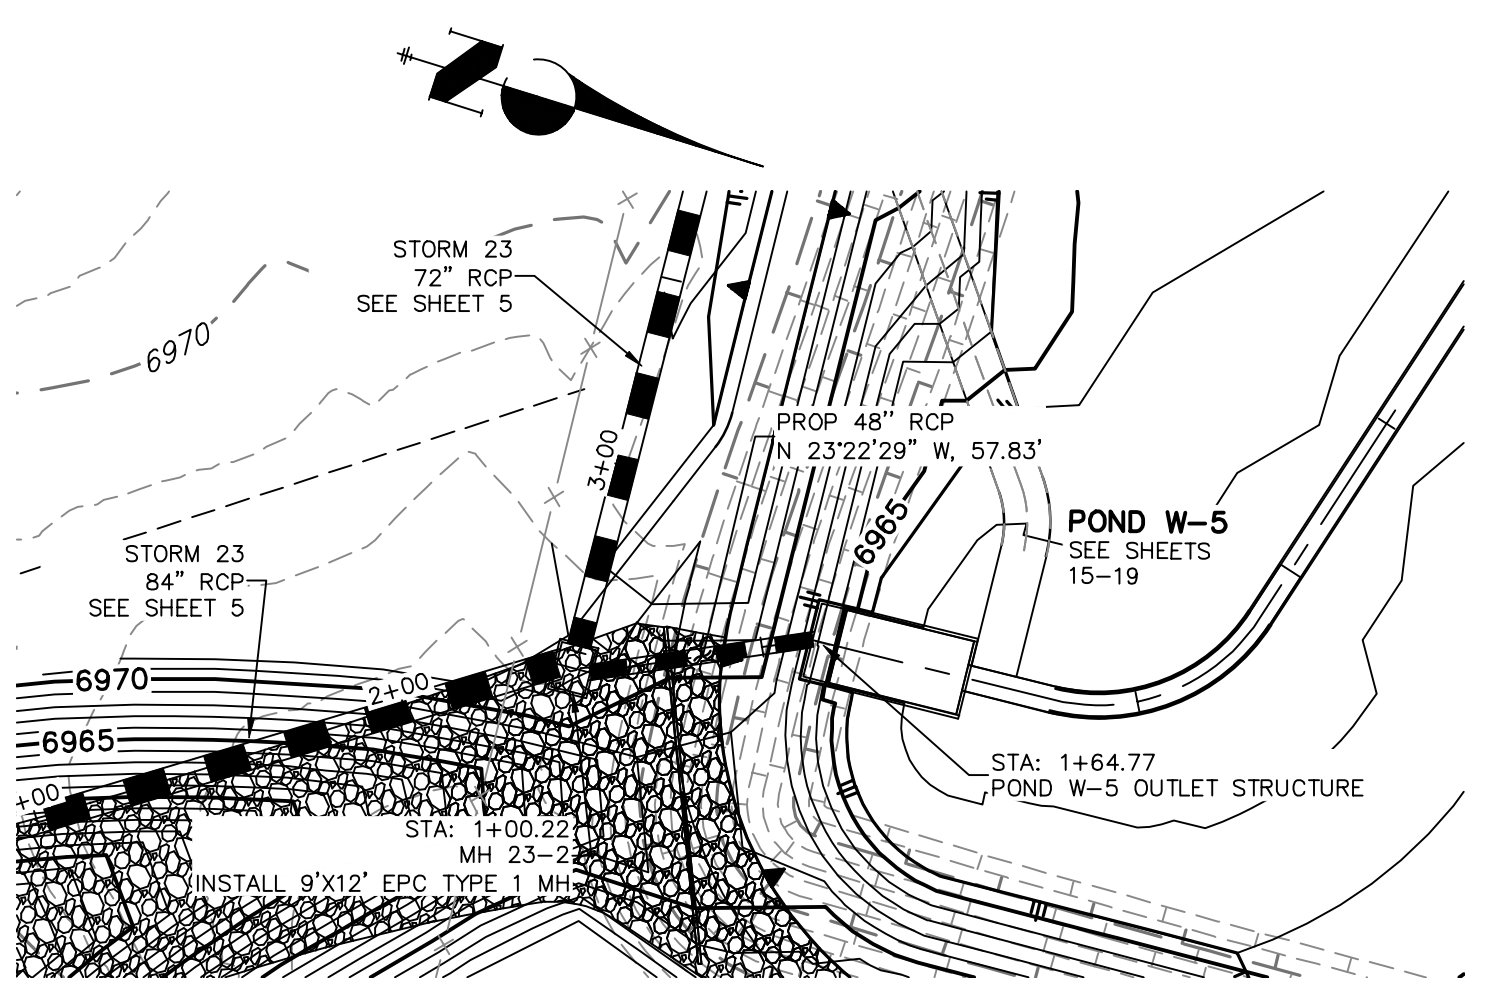 N
STORM 23
72" RCP
SEE SHEET 5
6970
PROP 48'' RCP
N 23°22'29" W, 57.83'
3+00
6965
POND W-5
SEE SHEETS
15-19
STORM 23
84" RCP
SEE SHEET 5
6970
2+00
6965
+00
STA: 1+64.77
POND W-5 OUTLET STRUCTURE
STA: 1+00.22
MH 23-2
INSTALL 9'X12' EPC TYPE 1 MH